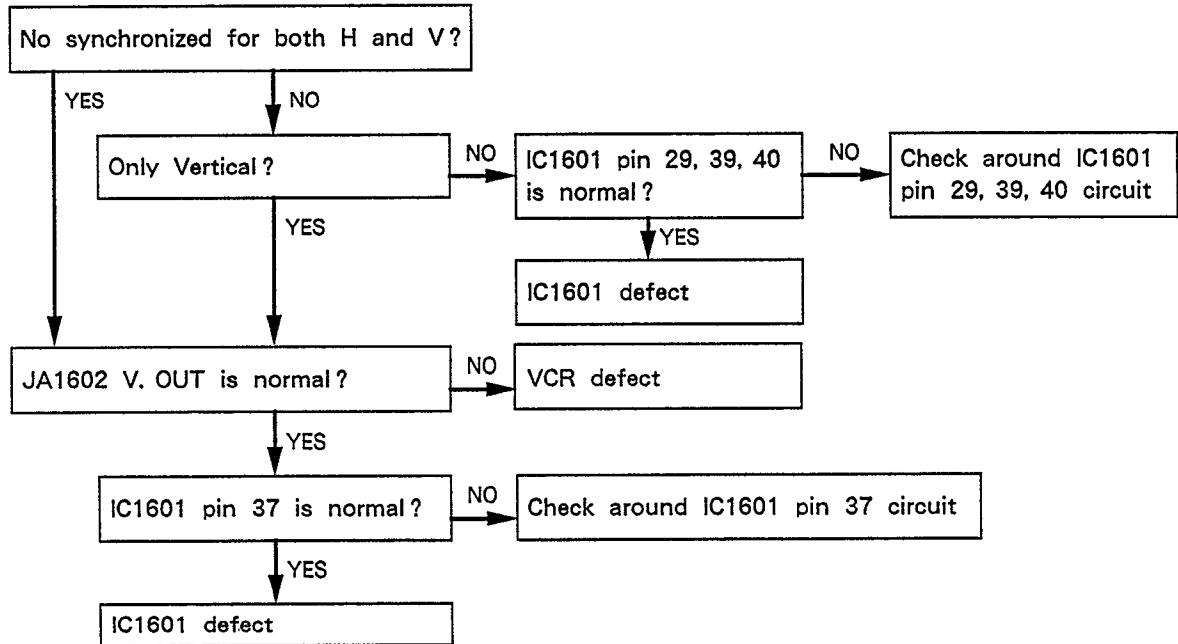 No synchronized for both H and V?
YES
NO
Only Vertical?
NO
IC1601 pin 29, 39, 40
is normal?
NO
Check around IC1601
pin 29, 39, 40 circuit
YES
YES
IC1601 defect
JA1602 V. OUT is normal?
NO
VCR defect
YES
IC1601 pin 37 is normal?
NO
Check around IC1601 pin 37 circuit
YES
IC1601 defect